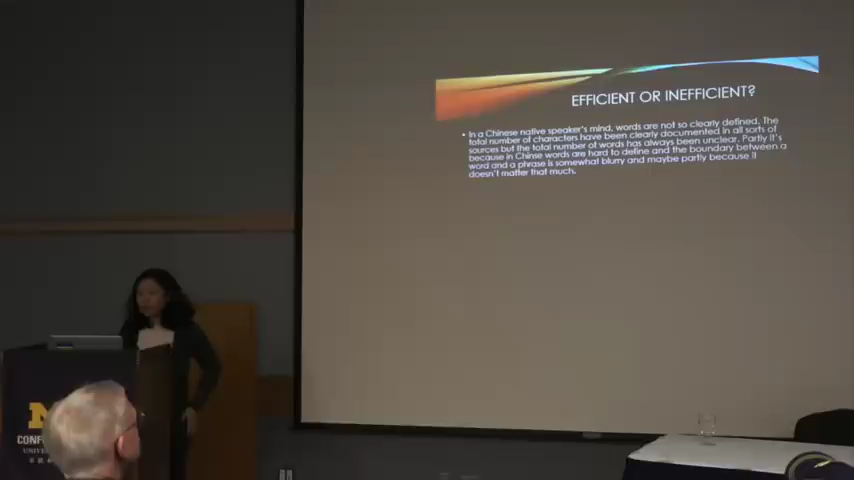 EFFICIENT OR INEFFICIENT?
• In a Chinese native speaker's mind, words are not so clearly defined. The
total number of characters have been clearly documented in all sorts of
sources but the total number of words has always been unclear. Partly it's
because in Chinse words are hard to define and the boundary between a
word and a phrase is somewhat blurry and maybe partly because it
doesn't matter that much.
M